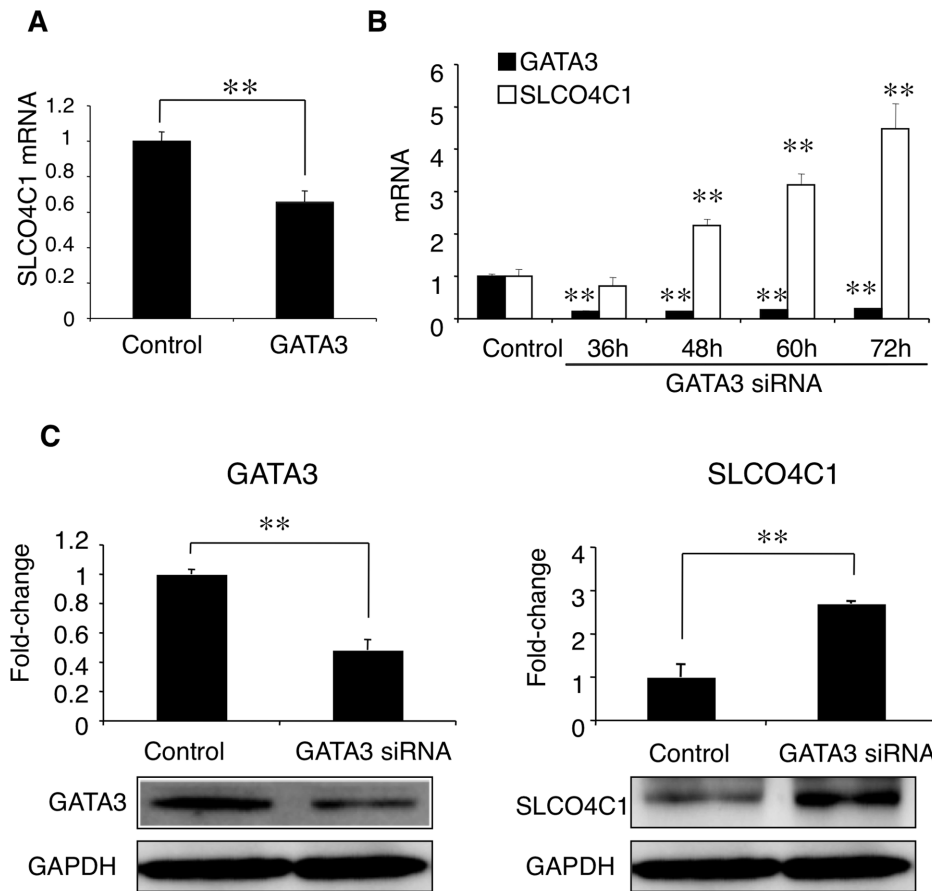 A
SLCO4C1 mRNA
1.2
1
0.8
0.6
0.4
0.2
0
**
Control
GATA3
B
GATA3
SLCO4C1
mRNA
6
5
4
3
2
1
0
**
**
**
**
**
**
**
Control
36h
48h
60h
72h
GATA3 siRNA
C
GATA3
Fold-change
1.2
1
0.8
0.6
0.4
0.2
0
**
Control
GATA3 siRNA
GATA3
GAPDH
SLCO4C1
Fold-change
4
3
2
1
0
**
Control
GATA3 siRNA
SLCO4C1
GAPDH